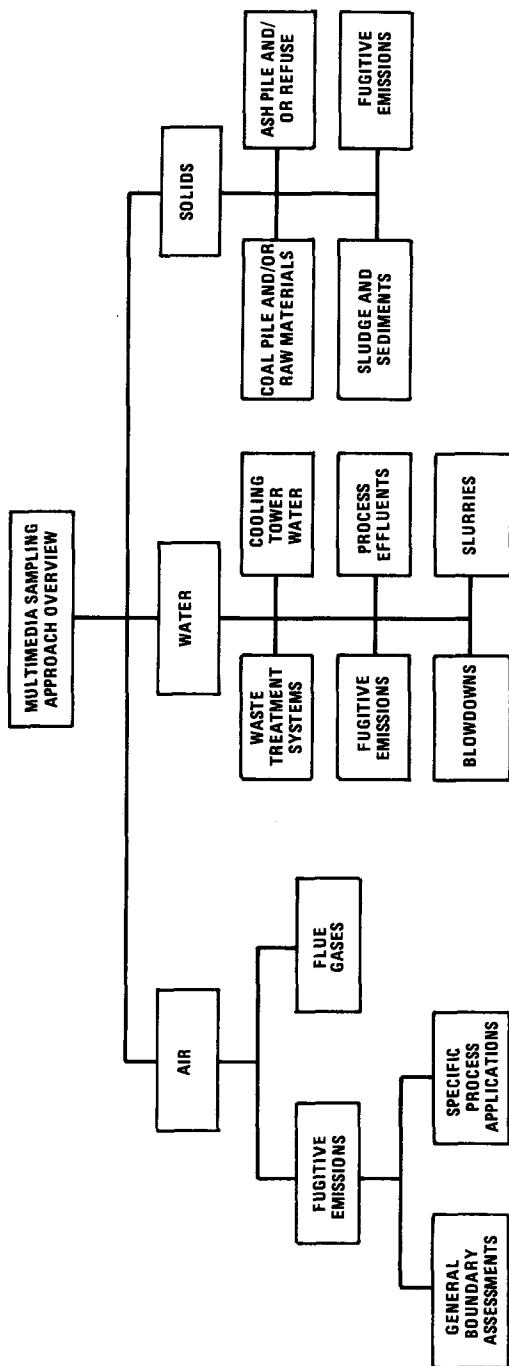 MULTIMEDIA SAMPLING
APPROACH OVERVIEW
AIR
WATER
SOLIDS
FUGITIVE
EMISSIONS
FLUE
GASES
GENERAL
BOUNDARY
ASSESSMENTS
SPECIFIC
PROCESS
APPLICATIONS
WASTE
TREATMENT
SYSTEMS
COOLING
TOWER
WATER
FUGITIVE
EMISSIONS
PROCESS
EFFLUENTS
BLOWDOWNS
SLURRIES
COAL PILE AND/OR
RAW MATERIALS
ASH PILE AND/
OR REFUSE
SLUDGE AND
SEDIMENTS
FUGITIVE
EMISSIONS